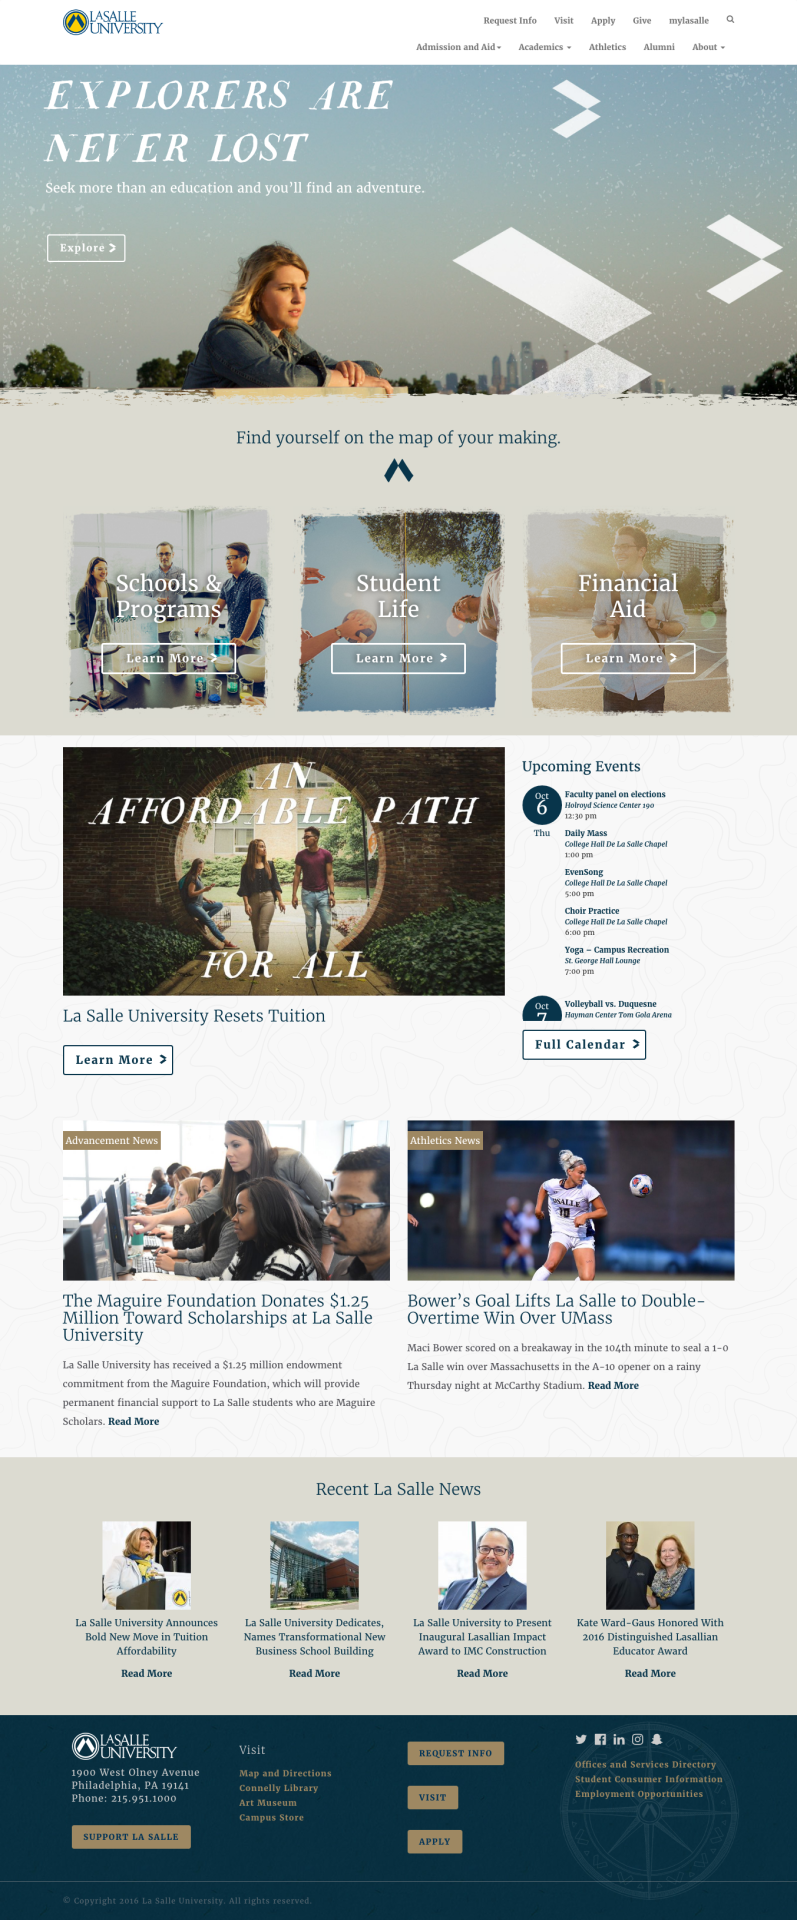 LASALLE
UNIVERSITY
Request Info Visit Apply Give mylasalle
Admission and Aid Academics Athletics Alumni About
EXPLORERS ARE
NEVER LOST
Seek more than an education and you'll find an adventure.
Explore
Find yourself on the map of your making.
Schools &
Programs
Learn More
Student
Life
Learn More
Financial
Aid
Learn More
AN
AFFORDABLE PATH
FOR ALL
La Salle University Resets Tuition
Learn More
Upcoming Events
Oct
6
Thu
Faculty panel on elections
Holroyd Science Center 190
12:30 pm
Daily Mass
College Hall De La Salle Chapel
1:00 pm
EvenSong
College Hall De La Salle Chapel
5:00 pm
Choir Practice
College Hall De La Salle Chapel
6:00 pm
Yoga – Campus Recreation
St. George Hall Lounge
7:00 pm
Oct
7
Volleyball vs. Duquesne
Hayman Center Tom Gola Arena
Full Calendar
Advancement News
The Maguire Foundation Donates $1.25
Million Toward Scholarships at La Salle
University
La Salle University has received a $1.25 million endowment
commitment from the Maguire Foundation, which will provide
permanent financial support to La Salle students who are Maguire
Scholars. Read More
Athletics News
LASALLE
10
Bower's Goal Lifts La Salle to Double-
Overtime Win Over UMass
Maci Bower scored on a breakaway in the 104th minute to seal a 1-0
La Salle win over Massachusetts in the A-10 opener on a rainy
Thursday night at McCarthy Stadium. Read More
Recent La Salle News
La Salle University Announces
Bold New Move in Tuition
Affordability
Read More
La Salle University Dedicates,
Names Transformational New
Business School Building
Read More
La Salle University to Present
Inaugural Lasallian Impact
Award to IMC Construction
Read More
Kate Ward-Gaus Honored With
2016 Distinguished Lasallian
Educator Award
Read More
LASALLE
UNIVERSITY
1900 West Olney Avenue
Philadelphia, PA 19141
Phone: 215.951.1000
SUPPORT LA SALLE
Visit
Map and Directions
Connelly Library
Art Museum
Campus Store
REQUEST INFO
VISIT
APPLY
Offices and Services Directory
Student Consumer Information
Employment Opportunities
© Copyright 2016 La Salle University. All rights reserved.